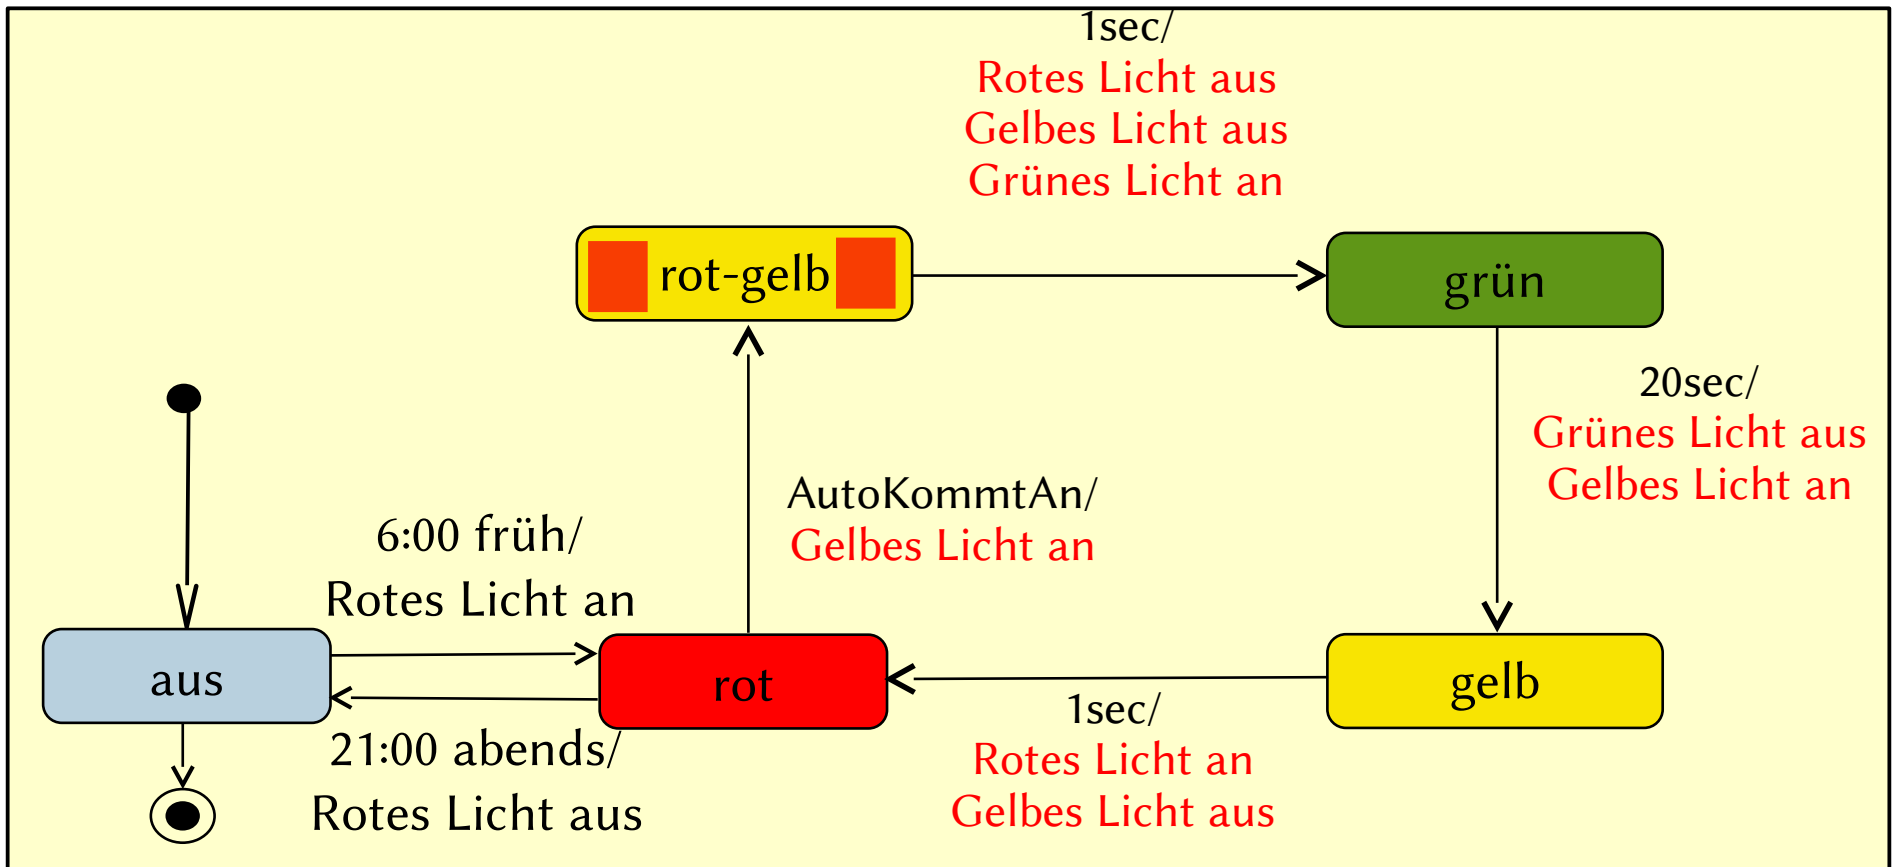 1sec/
Rotes Licht aus
Gelbes Licht aus
Grünes Licht an
rot-gelb
grün
20sec/
Grünes Licht aus
Gelbes Licht an
AutoKommtAn/
Gelbes Licht an
6:00 früh/
Rotes Licht an
aus
rot
gelb
21:00 abends/
Rotes Licht aus
1sec/
Rotes Licht an
Gelbes Licht aus